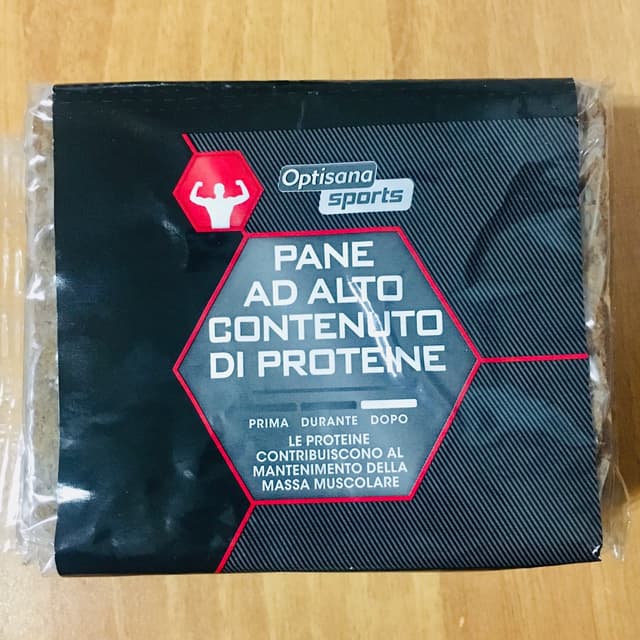 Optisana
sports
PANE
AD ALTO
CONTENUTO
DI PROTEINE
PRIMA DURANTE DOPO
LE PROTEINE
CONTRIBUISCONO AL
MANTENIMENTO DELLA
MASSA MUSCOLARE